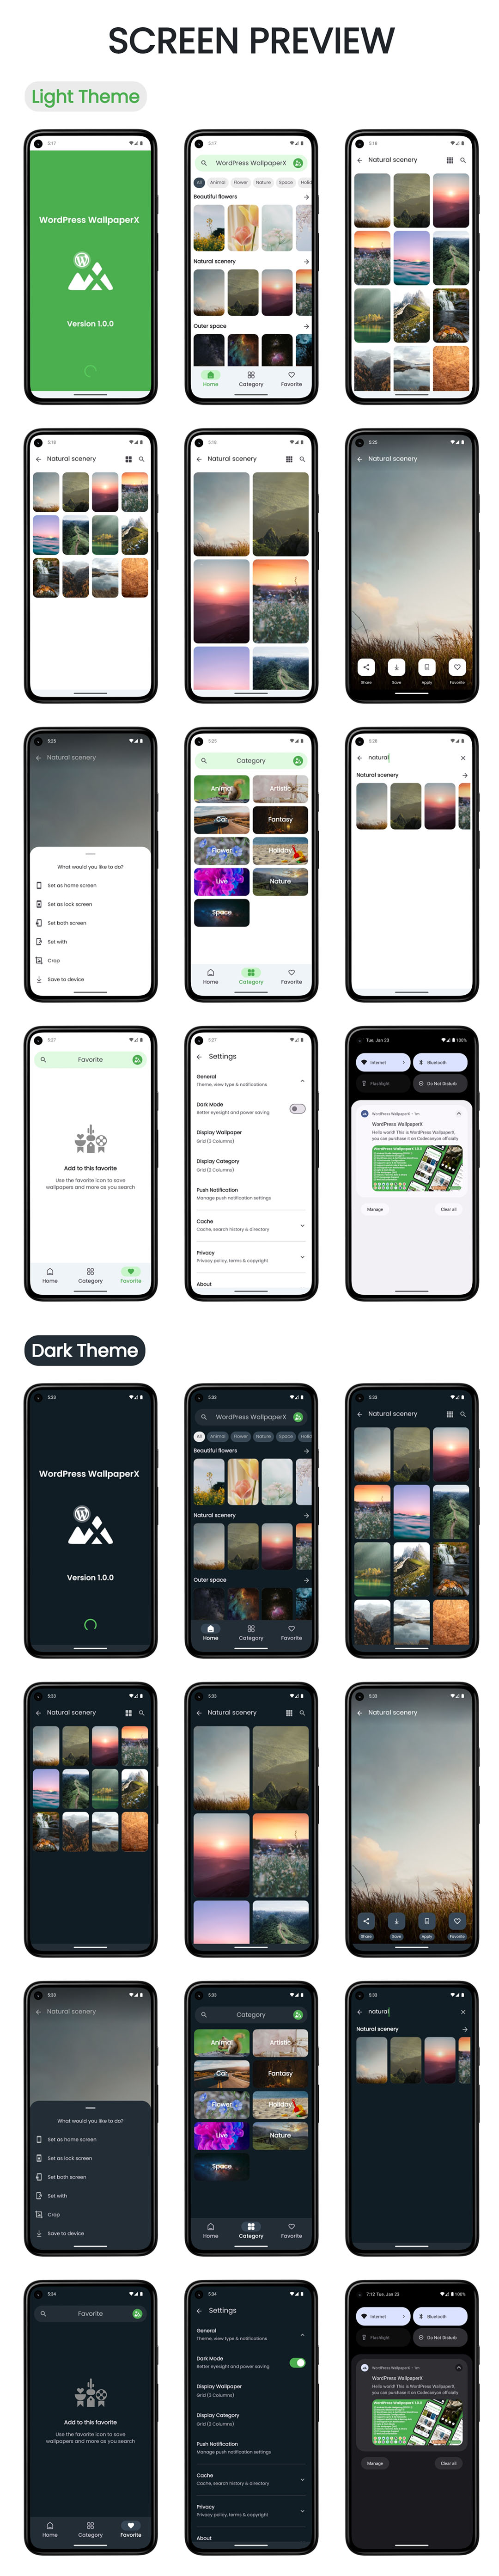 SCREEN PREVIEW
Light Theme
5:17
WordPress WallpaperX
Version 1.0.0
5:17
WordPress WallpaperX
All Animal Flower Nature Space Holid
Beautiful flowers
Natural scenery
Outer space
Home Category Favorite
5:18
Natural scenery
5:18
Natural scenery
5:18
Natural scenery
5:25
Natural scenery
Share Save Apply Favorite
5:25
Natural scenery
What would you like to do?
Set as home screen
Set as lock screen
Set both screen
Set with
Crop
Save to device
5:25
Category
Animal Artistic
Car Fantasy
Flower Holiday
Live Nature
Space
Home Category Favorite
5:28
natural
Natural scenery
5:27
Favorite
Add to this favorite
Use the favorite icon to save
wallpapers and more as you search
Home Category Favorite
5:27
Settings
General
Theme, view type & notifications
Dark Mode
Better eyesight and power saving
Display Wallpaper
Grid (3 Columns)
Display Category
Grid (2 Columns)
Push Notification
Manage push notification settings
Cache
Cache, search history & directory
Privacy
Privacy policy, terms & copyright
About
Tue, Jan 23 100%
Internet Bluetooth
Flashlight Do Not Disturb
WordPress WallpaperX • 1m
WordPress WallpaperX
Hello world! This is WordPress WallpaperX,
you can purchase it on Codecanyon officially
Manage Clear all
Dark Theme
5:33
WordPress WallpaperX
Version 1.0.0
5:33
WordPress WallpaperX
All Animal Flower Nature Space Holid
Beautiful flowers
Natural scenery
Outer space
Home Category Favorite
5:33
Natural scenery
5:33
Natural scenery
5:33
Natural scenery
5:33
Natural scenery
Share Save Apply Favorite
5:33
Natural scenery
What would you like to do?
Set as home screen
Set as lock screen
Set both screen
Set with
Crop
Save to device
5:33
Category
Animal Artistic
Car Fantasy
Flower Holiday
Live Nature
Space
Home Category Favorite
5:33
natural
Natural scenery
5:34
Favorite
Add to this favorite
Use the favorite icon to save
wallpapers and more as you search
Home Category Favorite
5:34
Settings
General
Theme, view type & notifications
Dark Mode
Better eyesight and power saving
Display Wallpaper
Grid (3 Columns)
Display Category
Grid (2 Columns)
Push Notification
Manage push notification settings
Cache
Cache, search history & directory
Privacy
Privacy policy, terms & copyright
About
7:12 Tue, Jan 23 100%
Internet Bluetooth
Flashlight Do Not Disturb
WordPress WallpaperX • 1m
WordPress WallpaperX
Hello world! This is WordPress WallpaperX,
you can purchase it on Codecanyon officially
Manage Clear all